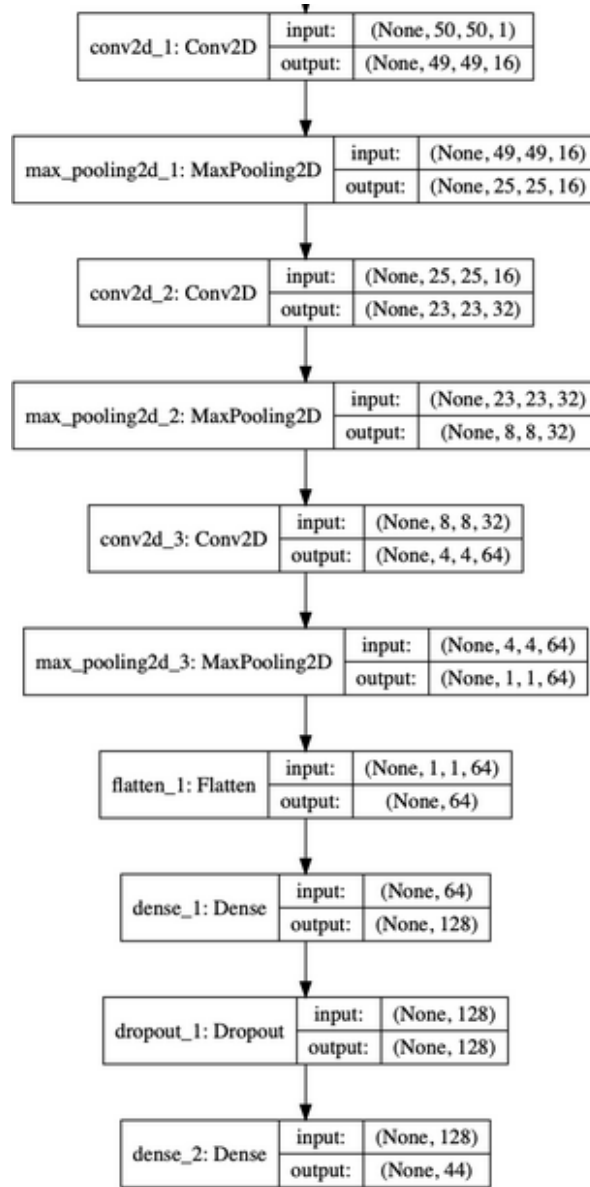 conv2d_1: Conv2D
input: (None, 50, 50, 1)
output: (None, 49, 49, 16)
max_pooling2d_1: MaxPooling2D
input: (None, 49, 49, 16)
output: (None, 25, 25, 16)
conv2d_2: Conv2D
input: (None, 25, 25, 16)
output: (None, 23, 23, 32)
max_pooling2d_2: MaxPooling2D
input: (None, 23, 23, 32)
output: (None, 8, 8, 32)
conv2d_3: Conv2D
input: (None, 8, 8, 32)
output: (None, 4, 4, 64)
max_pooling2d_3: MaxPooling2D
input: (None, 4, 4, 64)
output: (None, 1, 1, 64)
flatten_1: Flatten
input: (None, 1, 1, 64)
output: (None, 64)
dense_1: Dense
input: (None, 64)
output: (None, 128)
dropout_1: Dropout
input: (None, 128)
output: (None, 128)
dense_2: Dense
input: (None, 128)
output: (None, 44)